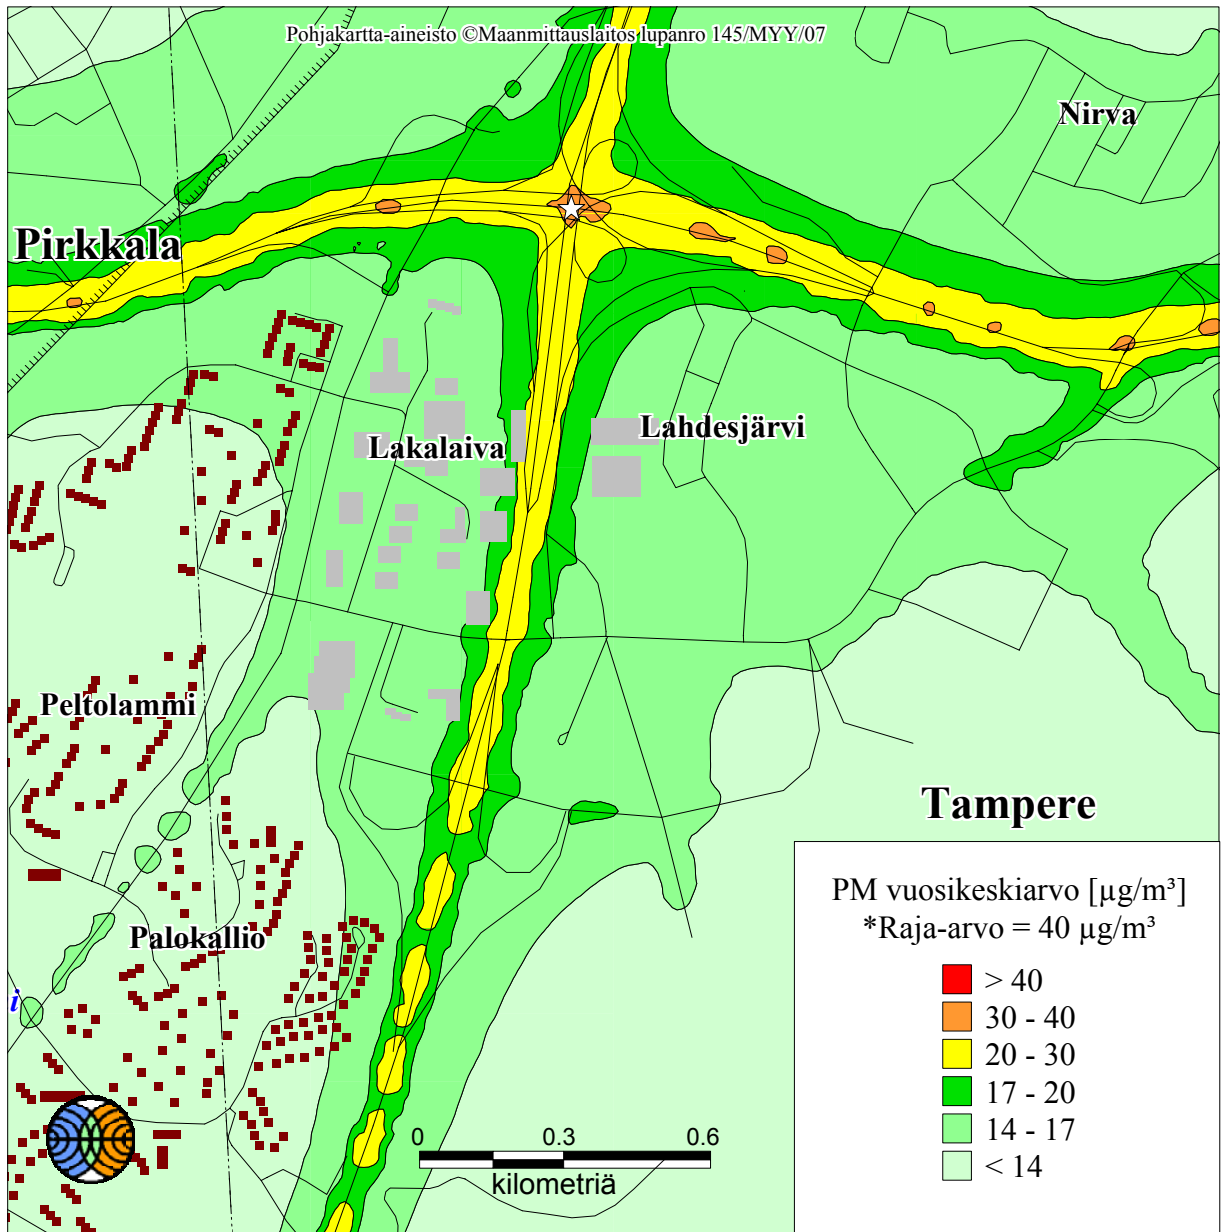 Pohjakartta-aineisto ©Maanmittauslaitos lupanro 145/MYY/07
Nirva
Pirkkala
Lakalaiva
Lahdesjärvi
Peltolammi
Tampere
Palokallio
i
PM vuosikeskiarvo [µg/m³]
*Raja-arvo = 40 µg/m³
> 40
30 - 40
20 - 30
17 - 20
14 - 17
< 14
0 0.3 0.6
kilometriä